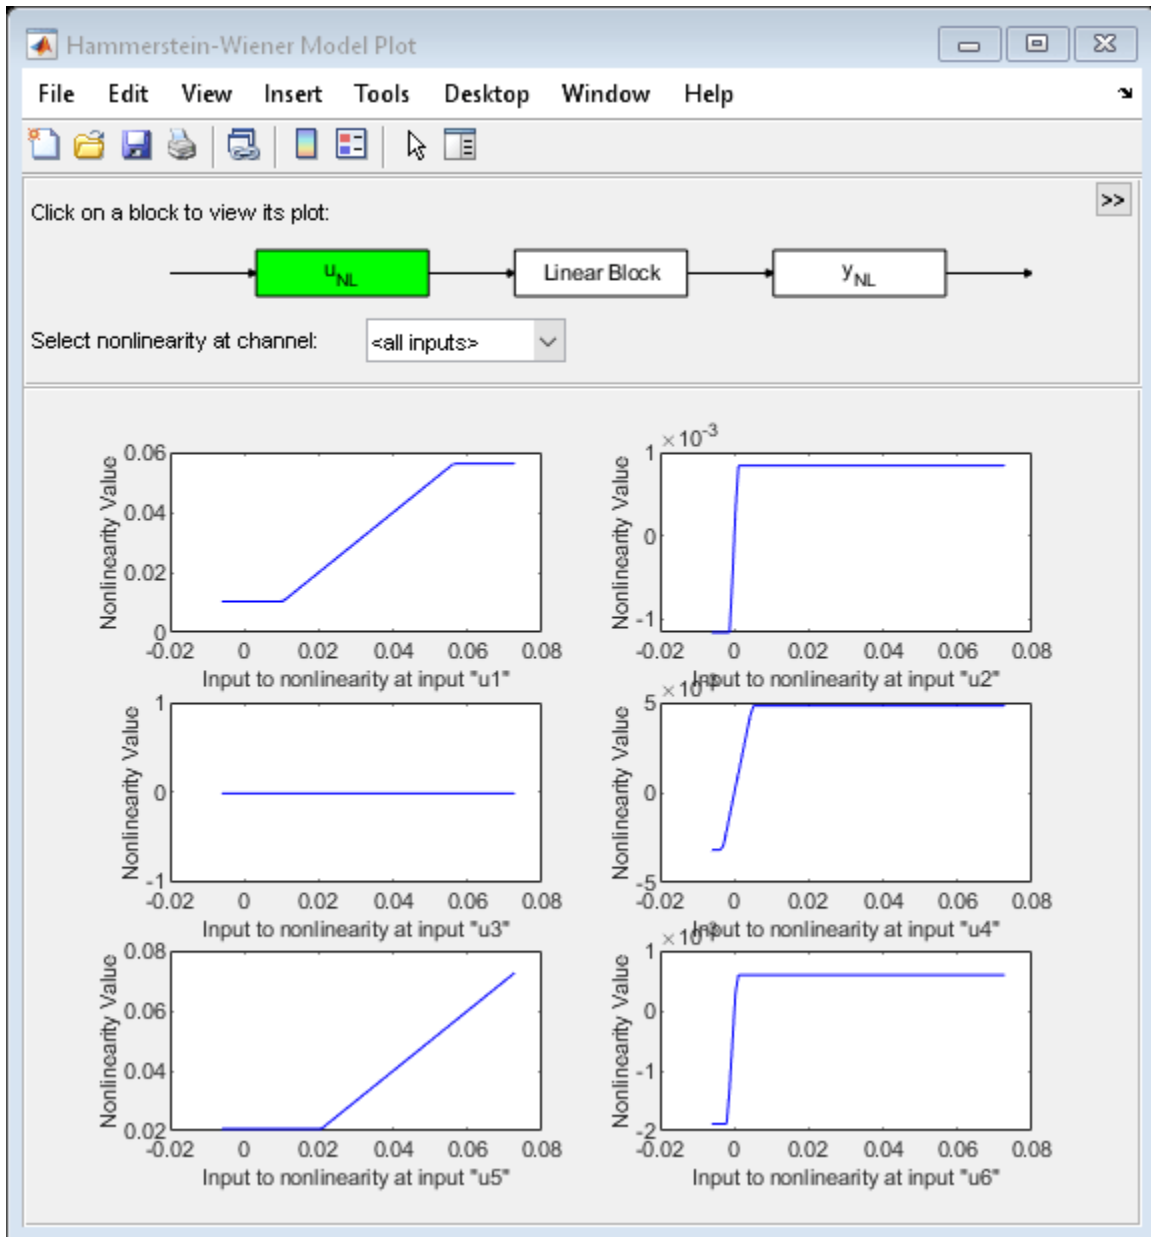 Hammerstein-Wiener Model Plot
File Edit View Insert Tools Desktop Window Help
Click on a block to view its plot:
>>
uNL Linear Block yNL
Select nonlinearity at channel: <all inputs>
Nonlinearity Value
0.06
0.04
0.02
0
-0.02 0 0.02 0.04 0.06 0.08
Input to nonlinearity at input "u1"
×10-3
Nonlinearity Value
1
0
-1
-0.02 0 0.02 0.04 0.06 0.08
Input to nonlinearity at input "u2"
Nonlinearity Value
1
0
-1
-0.02 0 0.02 0.04 0.06 0.08
Input to nonlinearity at input "u3"
×10-3
Nonlinearity Value
5
0
-5
-0.02 0 0.02 0.04 0.06 0.08
Input to nonlinearity at input "u4"
Nonlinearity Value
0.08
0.06
0.04
0.02
-0.02 0 0.02 0.04 0.06 0.08
Input to nonlinearity at input "u5"
×10-3
Nonlinearity Value
1
0
-1
-2
-0.02 0 0.02 0.04 0.06 0.08
Input to nonlinearity at input "u6"